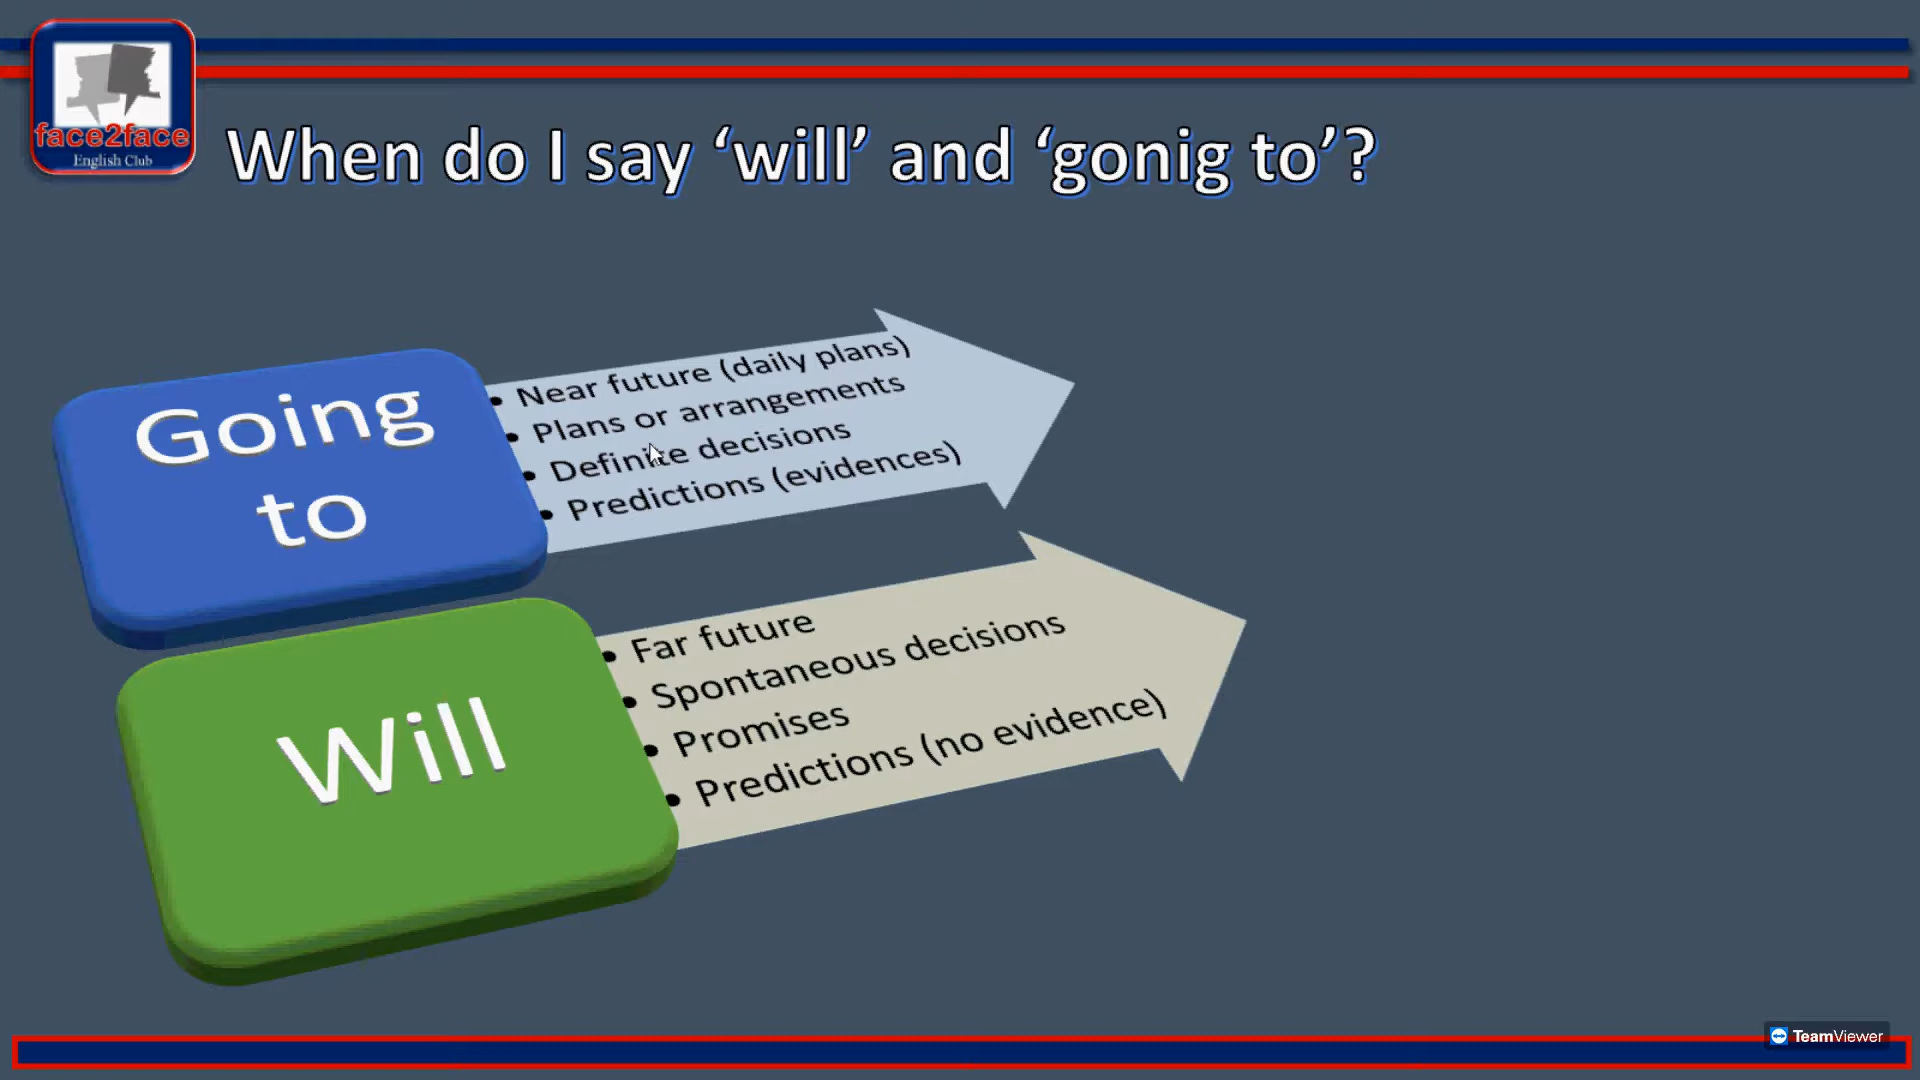 face2face
English Club
When do I say ‘will’ and ‘gonig to’?
Going
to
• Near future (daily plans)
• Plans or arrangements
• Definite decisions
• Predictions (evidences)
Will
• Far future
• Spontaneous decisions
• Promises
• Predictions (no evidence)
TeamViewer